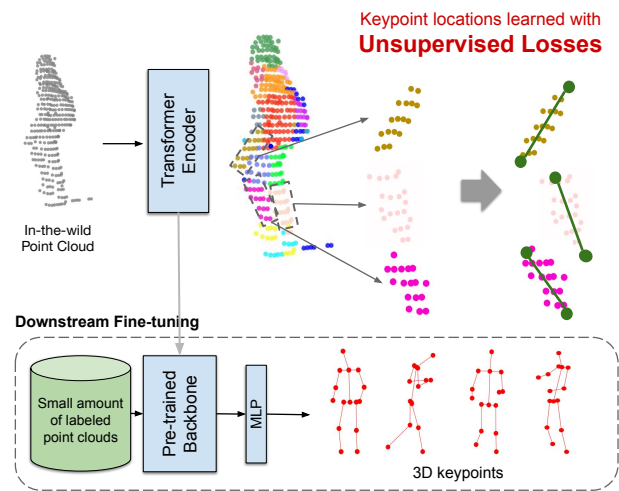 Keypoint locations learned with
Unsupervised Losses
Transformer
Encoder
In-the-wild
Point Cloud
Downstream Fine-tuning
Small amount
of labeled
point clouds
Pre-trained
Backbone
MLP
3D keypoints